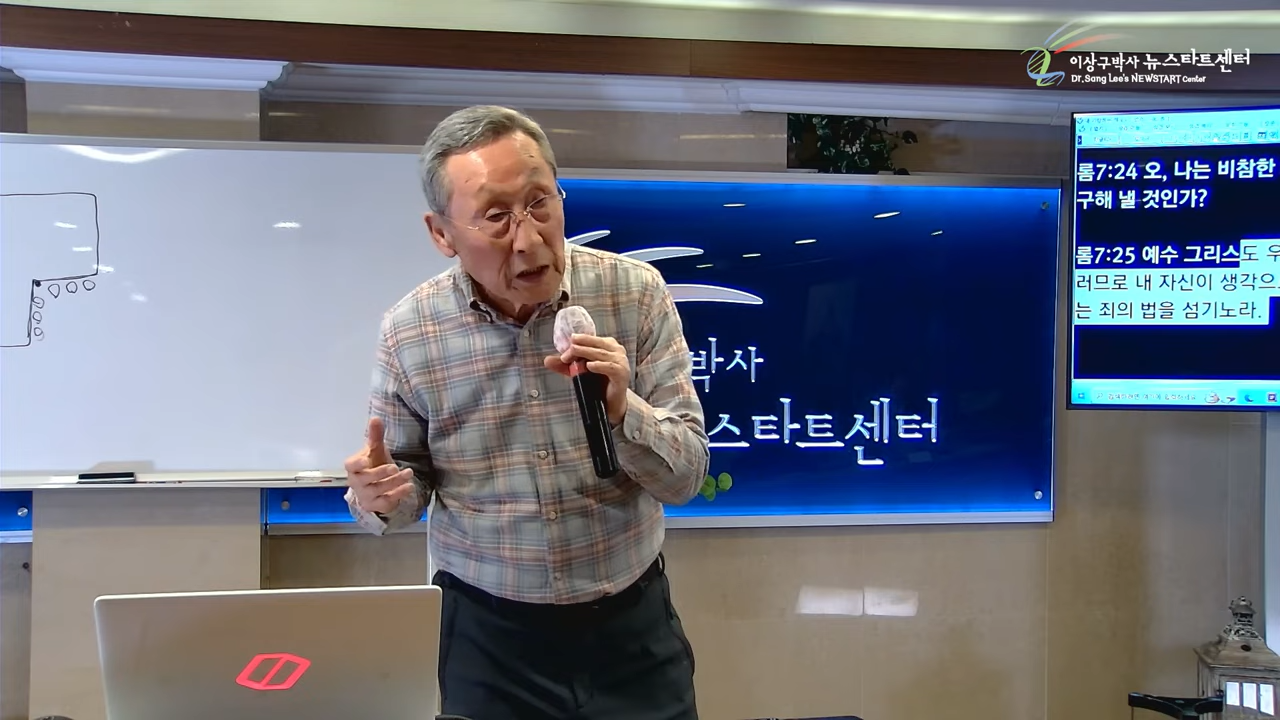 이상구박사 뉴스타트센터
Dr. Sang Lee's NEWSTART Center
롬7:24 오, 나는 비참한
구해 낼 것인가?
롬7:25 예수 그리스도 우
러므로 내 자신이 생각으
는 죄의 법을 섬기노라.
박사
스타트센터